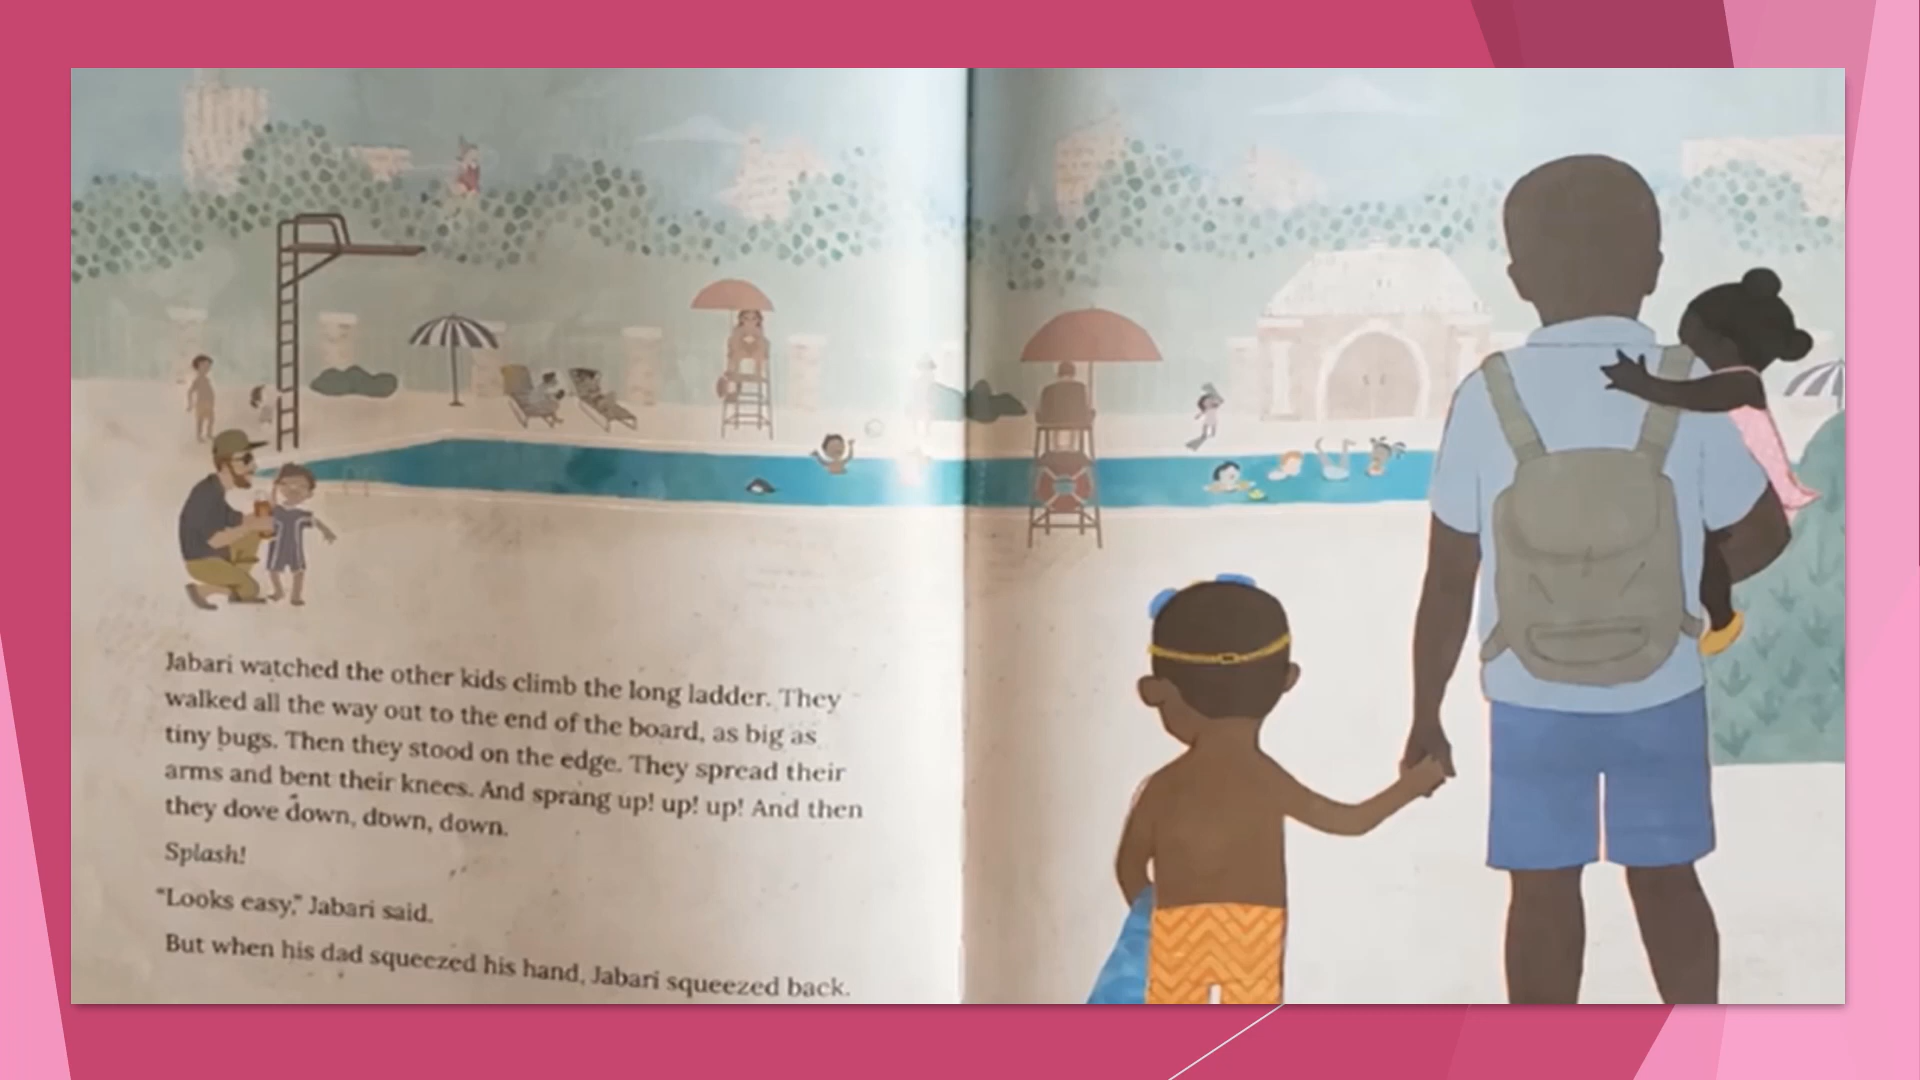 Jabari watched the other kids climb the long ladder. They
walked all the way out to the end of the board, as big as
tiny bugs. Then they stood on the edge. They spread their
arms and bent their knees. And sprang up! up! up! And then
they dove down, down, down.
Splash!
“Looks easy,” Jabari said.
But when his dad squeezed his hand, Jabari squeezed back.